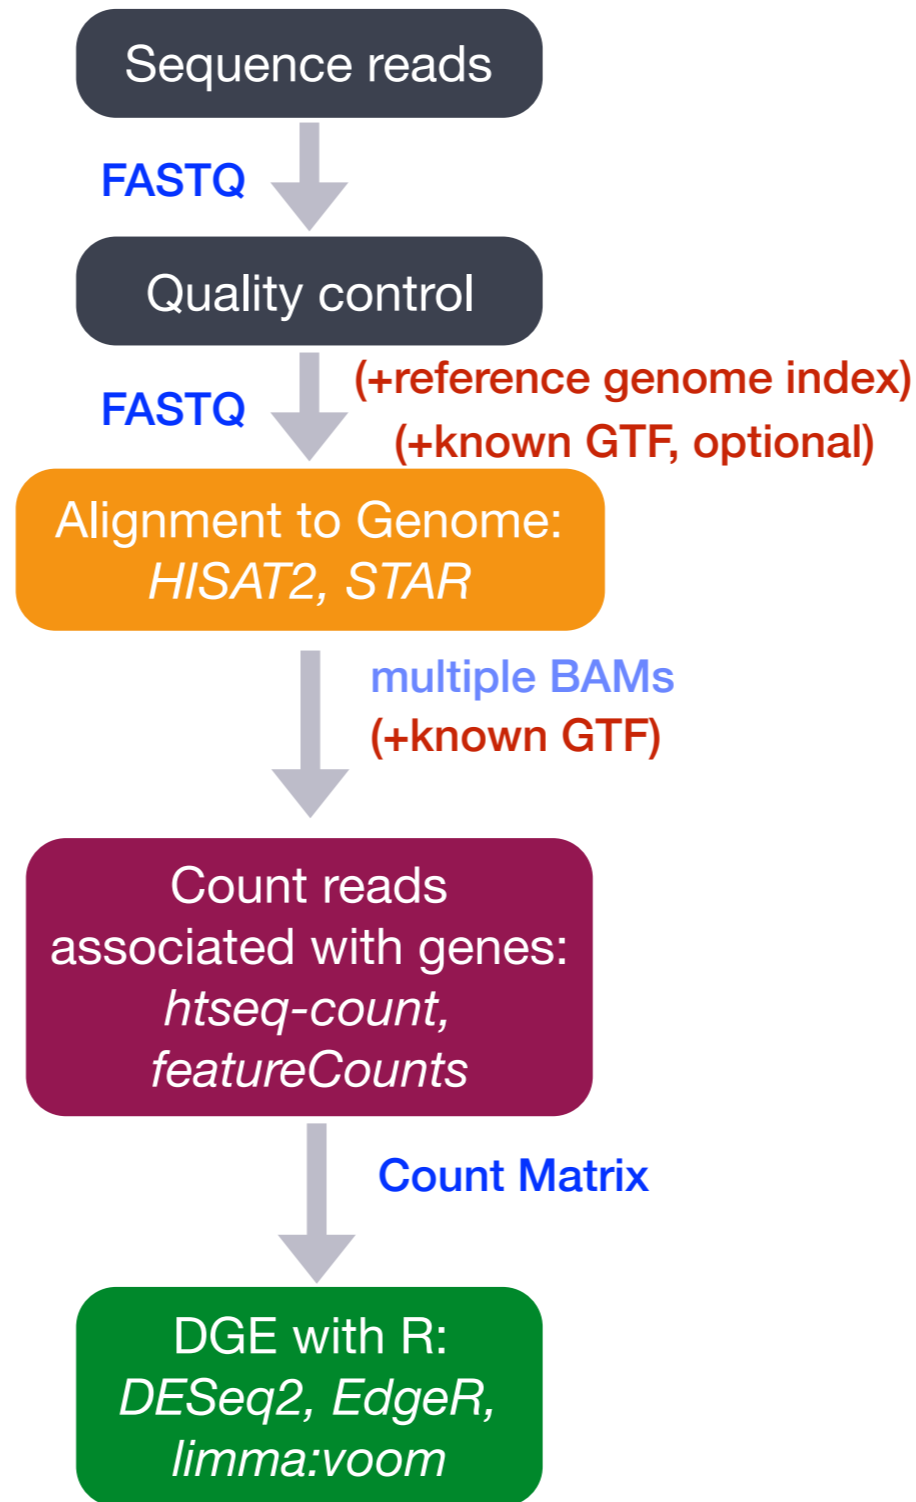 Sequence reads
FASTQ
Quality control
FASTQ
(+reference genome index)
(+known GTF, optional)
Alignment to Genome:
HISAT2, STAR
multiple BAMs
(+known GTF)
Count reads
associated with genes:
htseq-count,
featureCounts
Count Matrix
DGE with R:
DESeq2, EdgeR,
limma:voom